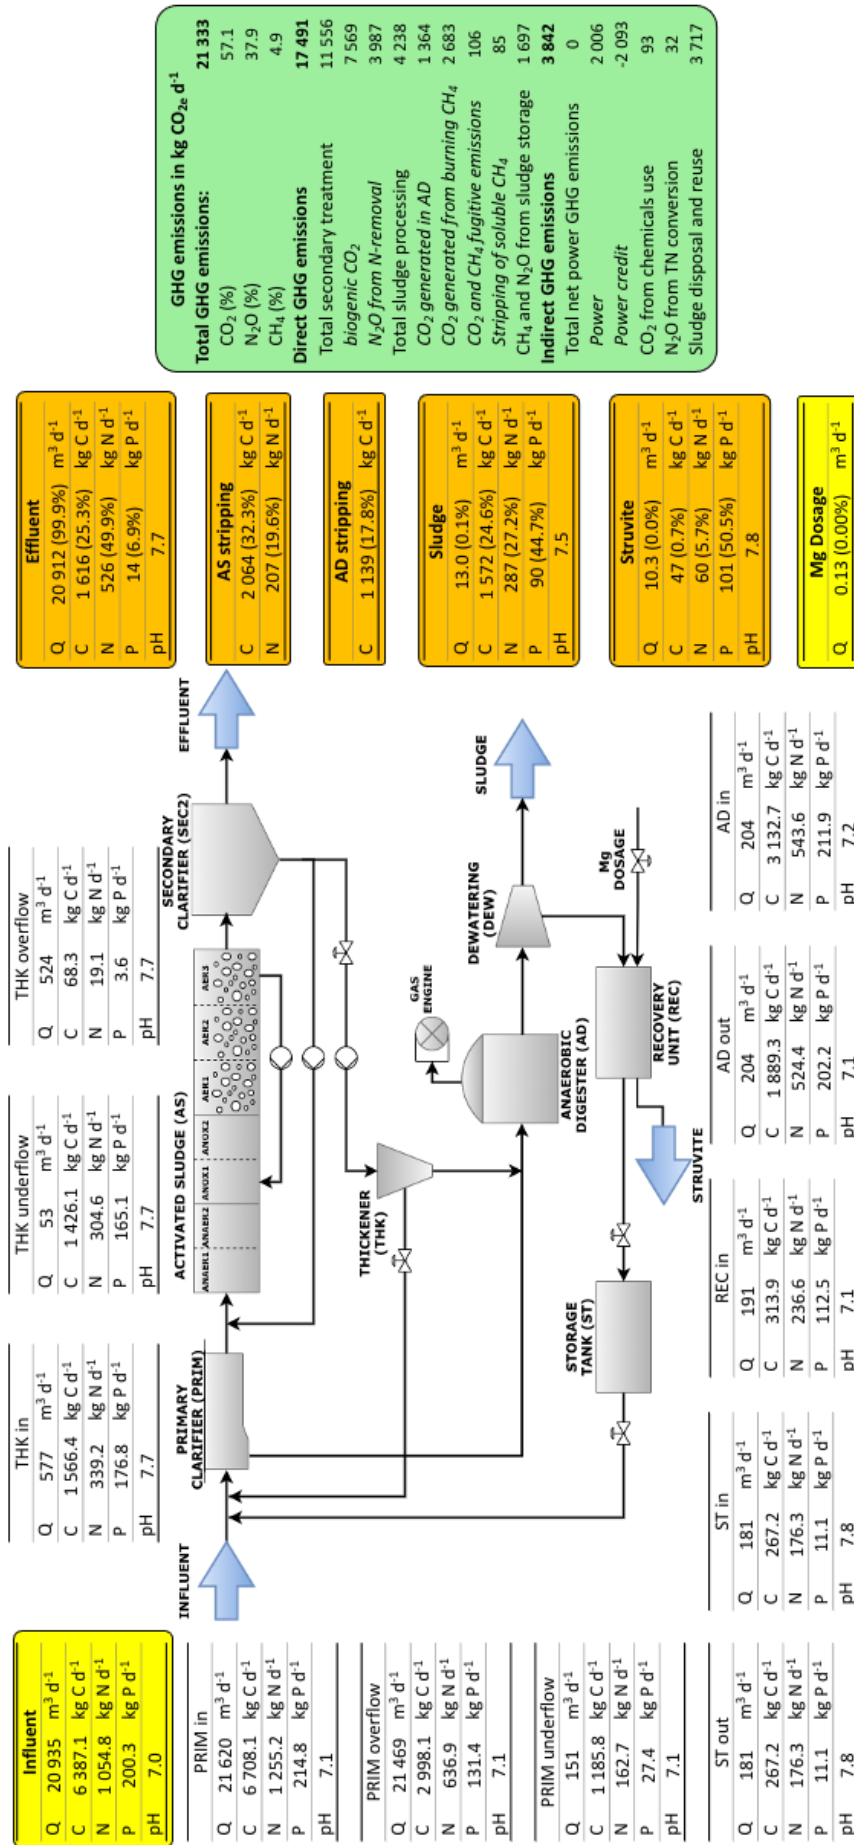 Influent
Q 20 935 m³ d⁻¹
C 6 387.1 kg C d⁻¹
N 1 054.8 kg N d⁻¹
P 200.3 kg P d⁻¹
pH 7.0
PRIM in
Q 21 620 m³ d⁻¹
C 6 708.1 kg C d⁻¹
N 1 255.2 kg N d⁻¹
P 214.8 kg P d⁻¹
pH 7.1
PRIM overflow
Q 21 469 m³ d⁻¹
C 2 998.1 kg C d⁻¹
N 636.9 kg N d⁻¹
P 131.4 kg P d⁻¹
pH 7.1
PRIM underflow
Q 151 m³ d⁻¹
C 1 185.8 kg C d⁻¹
N 162.7 kg N d⁻¹
P 27.4 kg P d⁻¹
pH 7.1
ST out
Q 181 m³ d⁻¹
C 267.2 kg C d⁻¹
N 176.3 kg N d⁻¹
P 11.1 kg P d⁻¹
pH 7.8
THK in
Q 577 m³ d⁻¹
C 1 566.4 kg C d⁻¹
N 339.2 kg N d⁻¹
P 176.8 kg P d⁻¹
pH 7.7
THK underflow
Q 53 m³ d⁻¹
C 1 426.1 kg C d⁻¹
N 304.6 kg N d⁻¹
P 165.1 kg P d⁻¹
pH 7.7
THK overflow
Q 524 m³ d⁻¹
C 68.3 kg C d⁻¹
N 19.1 kg N d⁻¹
P 3.6 kg P d⁻¹
pH 7.7
INFLUENT
PRIMARY
CLARIFIER (PRIM)
ACTIVATED SLUDGE (AS)
ANAER1
ANAER2
ANOX1
ANOX2
AER1
AER2
AER3
SECONDARY
CLARIFIER (SEC2)
EFFLUENT
THICKENER
(THK)
GAS
ENGINE
ANAEROBIC
DIGESTER (AD)
DEWATERING
(DEW)
SLUDGE
STORAGE
TANK (ST)
STRUVITE
RECOVERY
UNIT (REC)
Mg
DOSAGE
ST in
Q 181 m³ d⁻¹
C 267.2 kg C d⁻¹
N 176.3 kg N d⁻¹
P 11.1 kg P d⁻¹
pH 7.8
REC in
Q 191 m³ d⁻¹
C 313.9 kg C d⁻¹
N 236.6 kg N d⁻¹
P 112.5 kg P d⁻¹
pH 7.1
AD out
Q 204 m³ d⁻¹
C 1 889.3 kg C d⁻¹
N 524.4 kg N d⁻¹
P 202.2 kg P d⁻¹
pH 7.1
AD in
Q 204 m³ d⁻¹
C 3 132.7 kg C d⁻¹
N 543.6 kg N d⁻¹
P 211.9 kg P d⁻¹
pH 7.2
Effluent
Q 20 912 (99.9%) m³ d⁻¹
C 1 616 (25.3%) kg C d⁻¹
N 526 (49.9%) kg N d⁻¹
P 14 (6.9%) kg P d⁻¹
pH 7.7
AS stripping
C 2 064 (32.3%) kg C d⁻¹
N 207 (19.6%) kg N d⁻¹
AD stripping
C 1 139 (17.8%) kg C d⁻¹
Sludge
Q 13.0 (0.1%) m³ d⁻¹
C 1 572 (24.6%) kg C d⁻¹
N 287 (27.2%) kg N d⁻¹
P 90 (44.7%) kg P d⁻¹
pH 7.5
Struvite
Q 10.3 (0.0%) m³ d⁻¹
C 47 (0.7%) kg C d⁻¹
N 60 (5.7%) kg N d⁻¹
P 101 (50.5%) kg P d⁻¹
pH 7.8
Mg Dosage
Q 0.13 (0.00%) m³ d⁻¹
GHG emissions in kg CO₂ₑ d⁻¹
Total GHG emissions: 21 333
CO₂ (%) 57.1
N₂O (%) 37.9
CH₄ (%) 4.9
Direct GHG emissions 17 491
Total secondary treatment 11 556
biogenic CO₂ 7 569
N₂O from N-removal 3 987
Total sludge processing 4 238
CO₂ generated in AD 1 364
CO₂ generated from burning CH₄ 2 683
CO₂ and CH₄ fugitive emissions 106
Stripping of soluble CH₄ 85
CH₄ and N₂O from sludge storage 1 697
Indirect GHG emissions 3 842
Total net power GHG emissions 0
Power 2 006
Power credit -2 093
CO₂ from chemicals use 93
N₂O from TN conversion 32
Sludge disposal and reuse 3 717